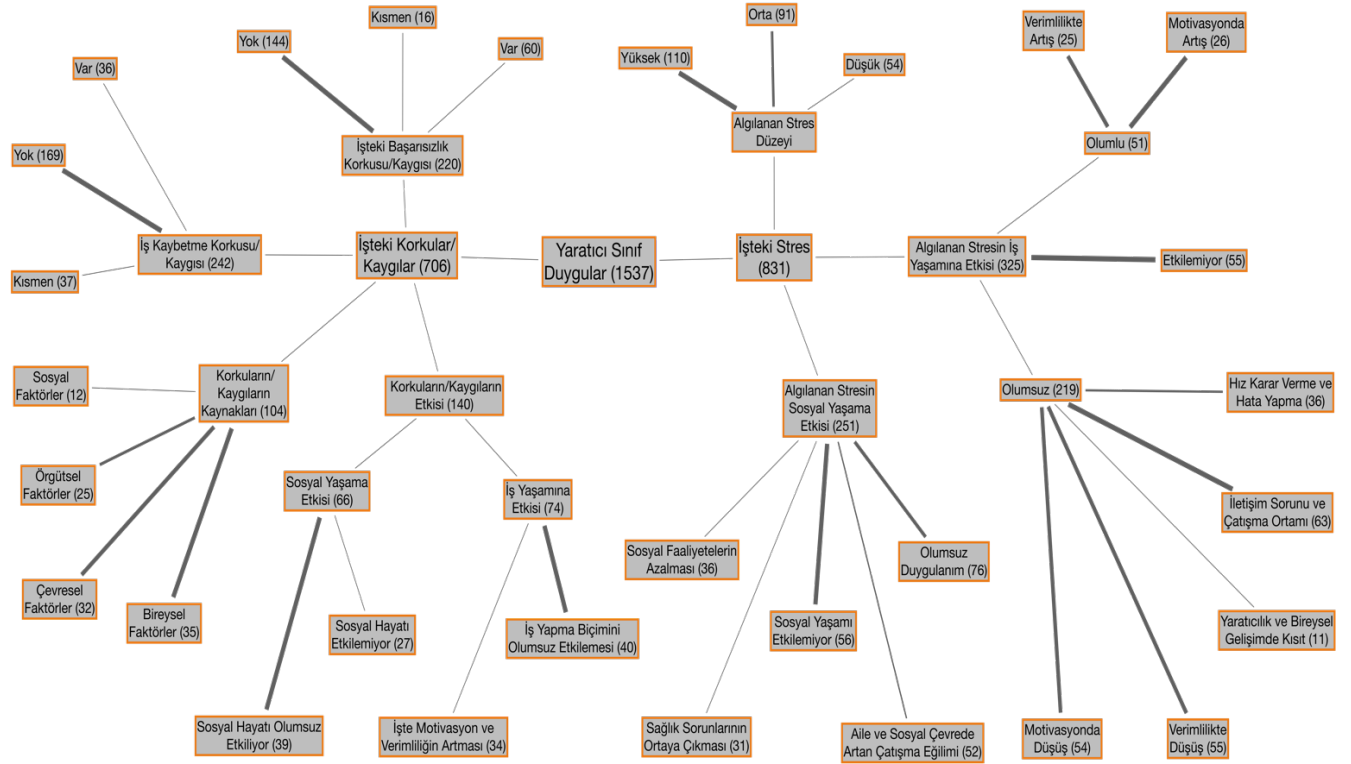 Kısmen (16)
Orta (91)
Verimlilikte
Artış (25)
Motivasyonda
Artış (26)
Yok (144)
Var (60)
Yüksek (110)
Düşük (54)
Var (36)
Algılanan Stres
Düzeyi
Olumlu (51)
Yok (169)
İşteki Başarısızlık
Korkusu/Kaygısı (220)
İş Kaybetme Korkusu/
Kaygısı (242)
İşteki Korkular/
Kaygılar (706)
Yaratıcı Sınıf
Duygular (1537)
İşteki Stres
(831)
Algılanan Stresin İş
Yaşamına Etkisi (325)
Etkilemiyor (55)
Kısmen (37)
Sosyal
Faktörler (12)
Korkuların/
Kaygıların
Kaynakları (104)
Korkuların/Kaygıların
Etkisi (140)
Algılanan Stresin
Sosyal Yaşama
Etkisi (251)
Olumsuz (219)
Hız Karar Verme ve
Hata Yapma (36)
Örgütsel
Faktörler (25)
Sosyal Yaşama
Etkisi (66)
İş Yaşamına
Etkisi (74)
İletişim Sorunu ve
Çatışma Ortamı (63)
Sosyal Faaliyetelerin
Azalması (36)
Olumsuz
Duygulanım (76)
Çevresel
Faktörler (32)
Bireysel
Faktörler (35)
Sosyal Hayatı
Etkilemiyor (27)
İş Yapma Biçimini
Olumsuz Etkilemesi (40)
Sosyal Yaşamı
Etkilemiyor (56)
Yaratıcılık ve Bireysel
Gelişimde Kısıt (11)
Sosyal Hayatı Olumsuz
Etkiliyor (39)
İşte Motivasyon ve
Verimliliğin Artması (34)
Sağlık Sorunlarının
Ortaya Çıkması (31)
Aile ve Sosyal Çevrede
Artan Çatışma Eğilimi (52)
Motivasyonda
Düşüş (54)
Verimlilikte
Düşüş (55)